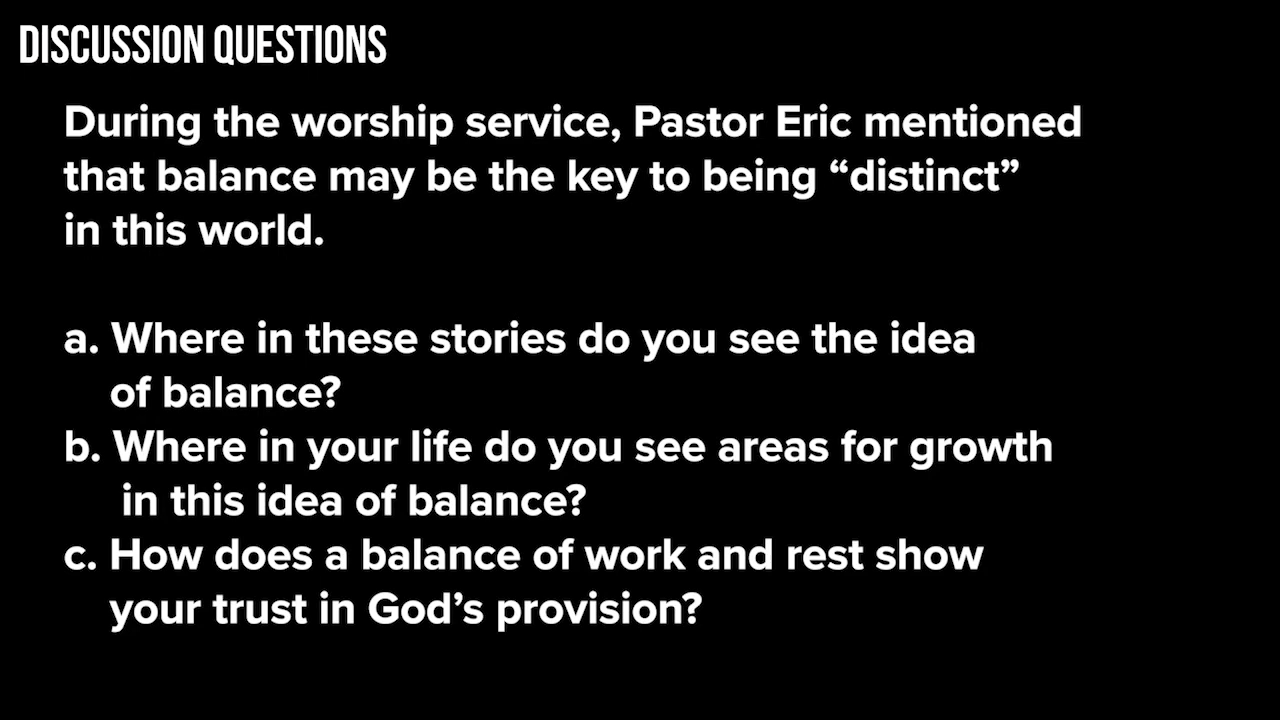 DISCUSSION QUESTIONS
During the worship service, Pastor Eric mentioned
that balance may be the key to being “distinct”
in this world.
a. Where in these stories do you see the idea
of balance?
b. Where in your life do you see areas for growth
in this idea of balance?
c. How does a balance of work and rest show
your trust in God’s provision?